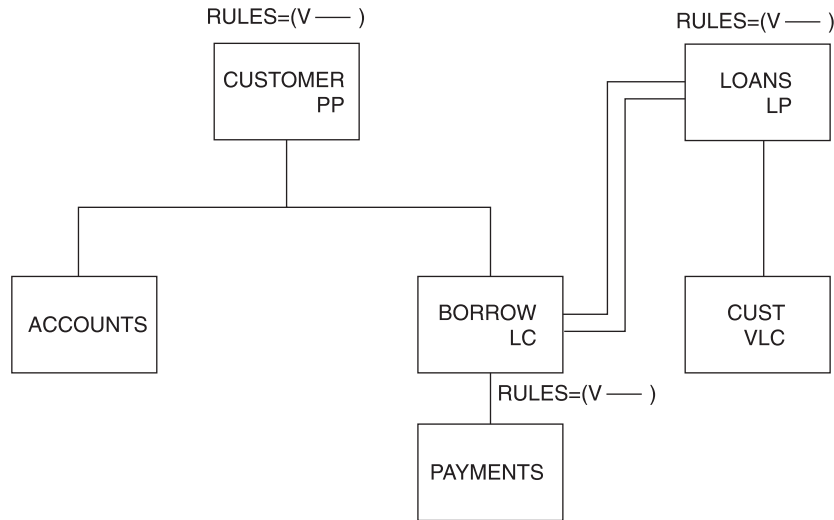 RULES=(V —— )
CUSTOMER
PP
RULES=(V —— )
LOANS
LP
ACCOUNTS
BORROW
LC
CUST
VLC
RULES=(V —— )
PAYMENTS